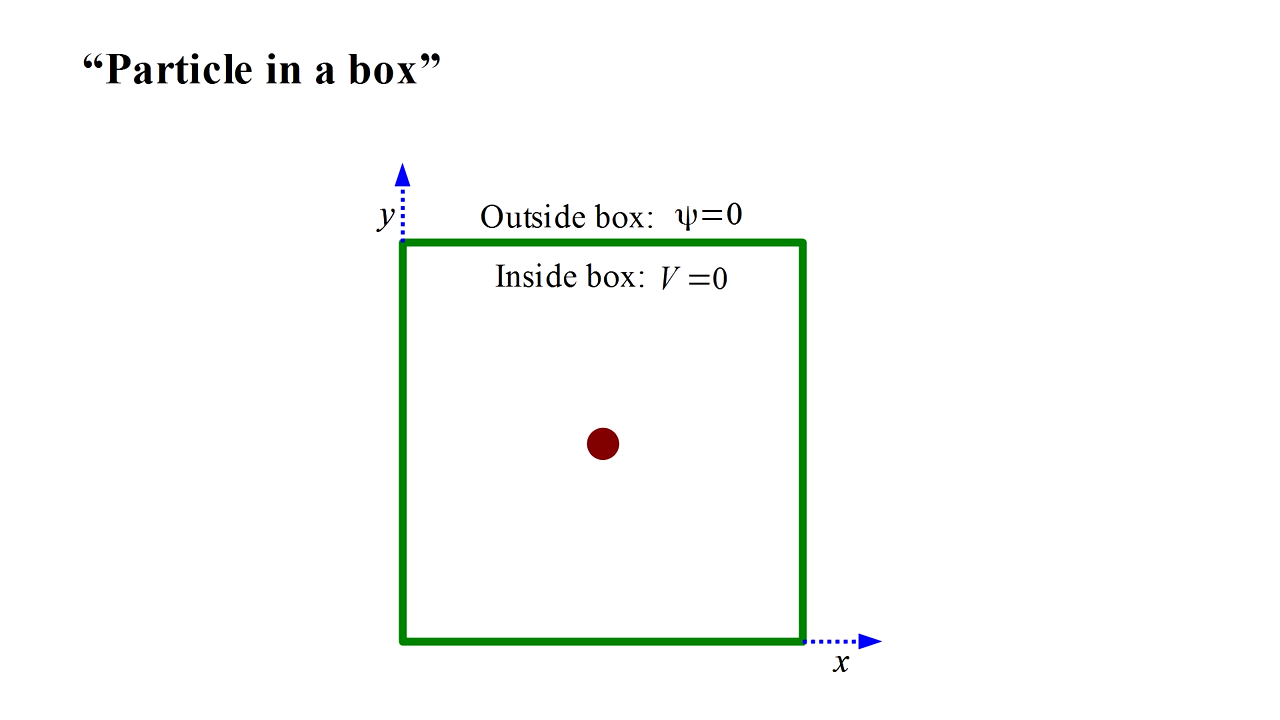 “Particle in a box”
y
Outside box: ψ=0
Inside box: V=0
x